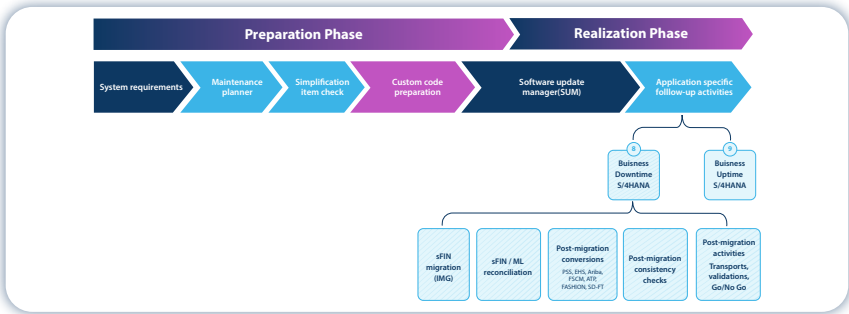 Preparation Phase
Realization Phase
System requirements
Maintenance
planner
Simplification
item check
Custom code
preparation
Software update
manager(SUM)
Application specific
folllow-up activities
8
Buisness
Downtime
S/4HANA
9
Buisness
Uptime
S/4HANA
sFIN
migration
(IMG)
sFIN / ML
reconciliation
Post-migration
conversions
PSS, EHS, Ariba,
FSCM, ATP,
FASHION, SD-FT
Post-migration
consistency
checks
Post-migration
activities
Transports,
validations,
Go/No Go